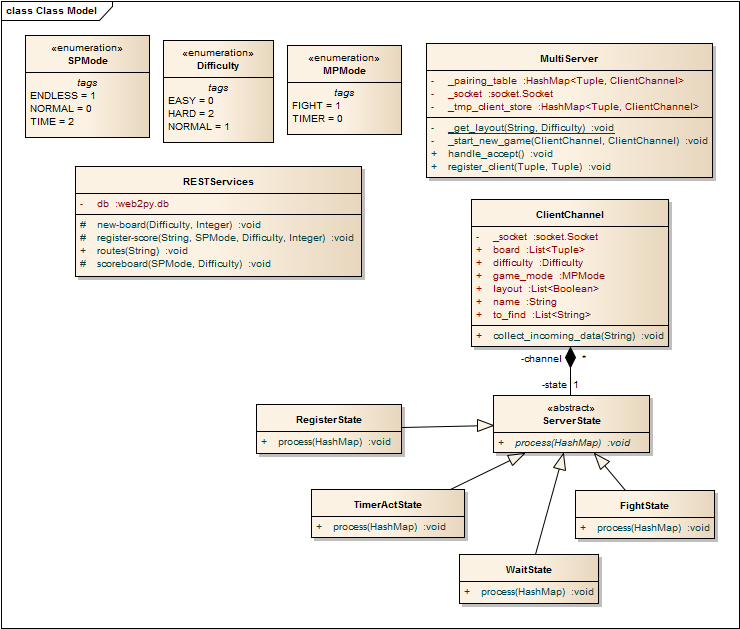 class Class Model
«enumeration»
SPMode
tags
ENDLESS = 1
NORMAL = 0
TIME = 2
«enumeration»
Difficulty
tags
EASY = 0
HARD = 2
NORMAL = 1
«enumeration»
MPMode
tags
FIGHT = 1
TIMER = 0
MultiServer
- _pairing_table :HashMap<Tuple, ClientChannel>
- _socket :socket.Socket
- _tmp_client_store :HashMap<Tuple, ClientChannel>
- _get_layout(String, Difficulty) :void
- _start_new_game(ClientChannel, ClientChannel) :void
+ handle_accept() :void
+ register_client(Tuple, Tuple) :void
RESTServices
- db :web2py.db
# new-board(Difficulty, Integer) :void
# register-score(String, SPMode, Difficulty, Integer) :void
+ routes(String) :void
# scoreboard(SPMode, Difficulty) :void
ClientChannel
- _socket :socket.Socket
+ board :List<Tuple>
+ difficulty :Difficulty
+ game_mode :MPMode
+ layout :List<Boolean>
+ name :String
+ to_find :List<String>
+ collect_incoming_data(String) :void
-channel *
-state 1
«abstract»
ServerState
+ process(HashMap) :void
RegisterState
+ process(HashMap) :void
TimerActState
+ process(HashMap) :void
FightState
+ process(HashMap) :void
WaitState
+ process(HashMap) :void